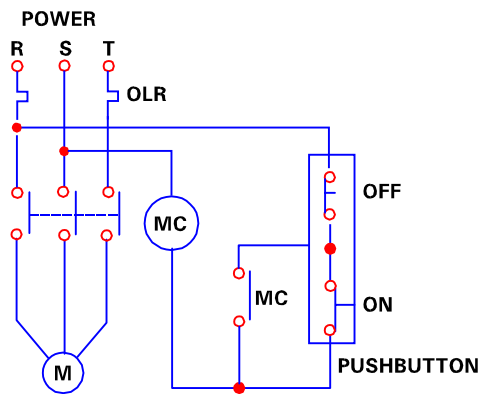 POWER
R S T
OLR
OFF
MC
MC
ON
PUSHBUTTON
M